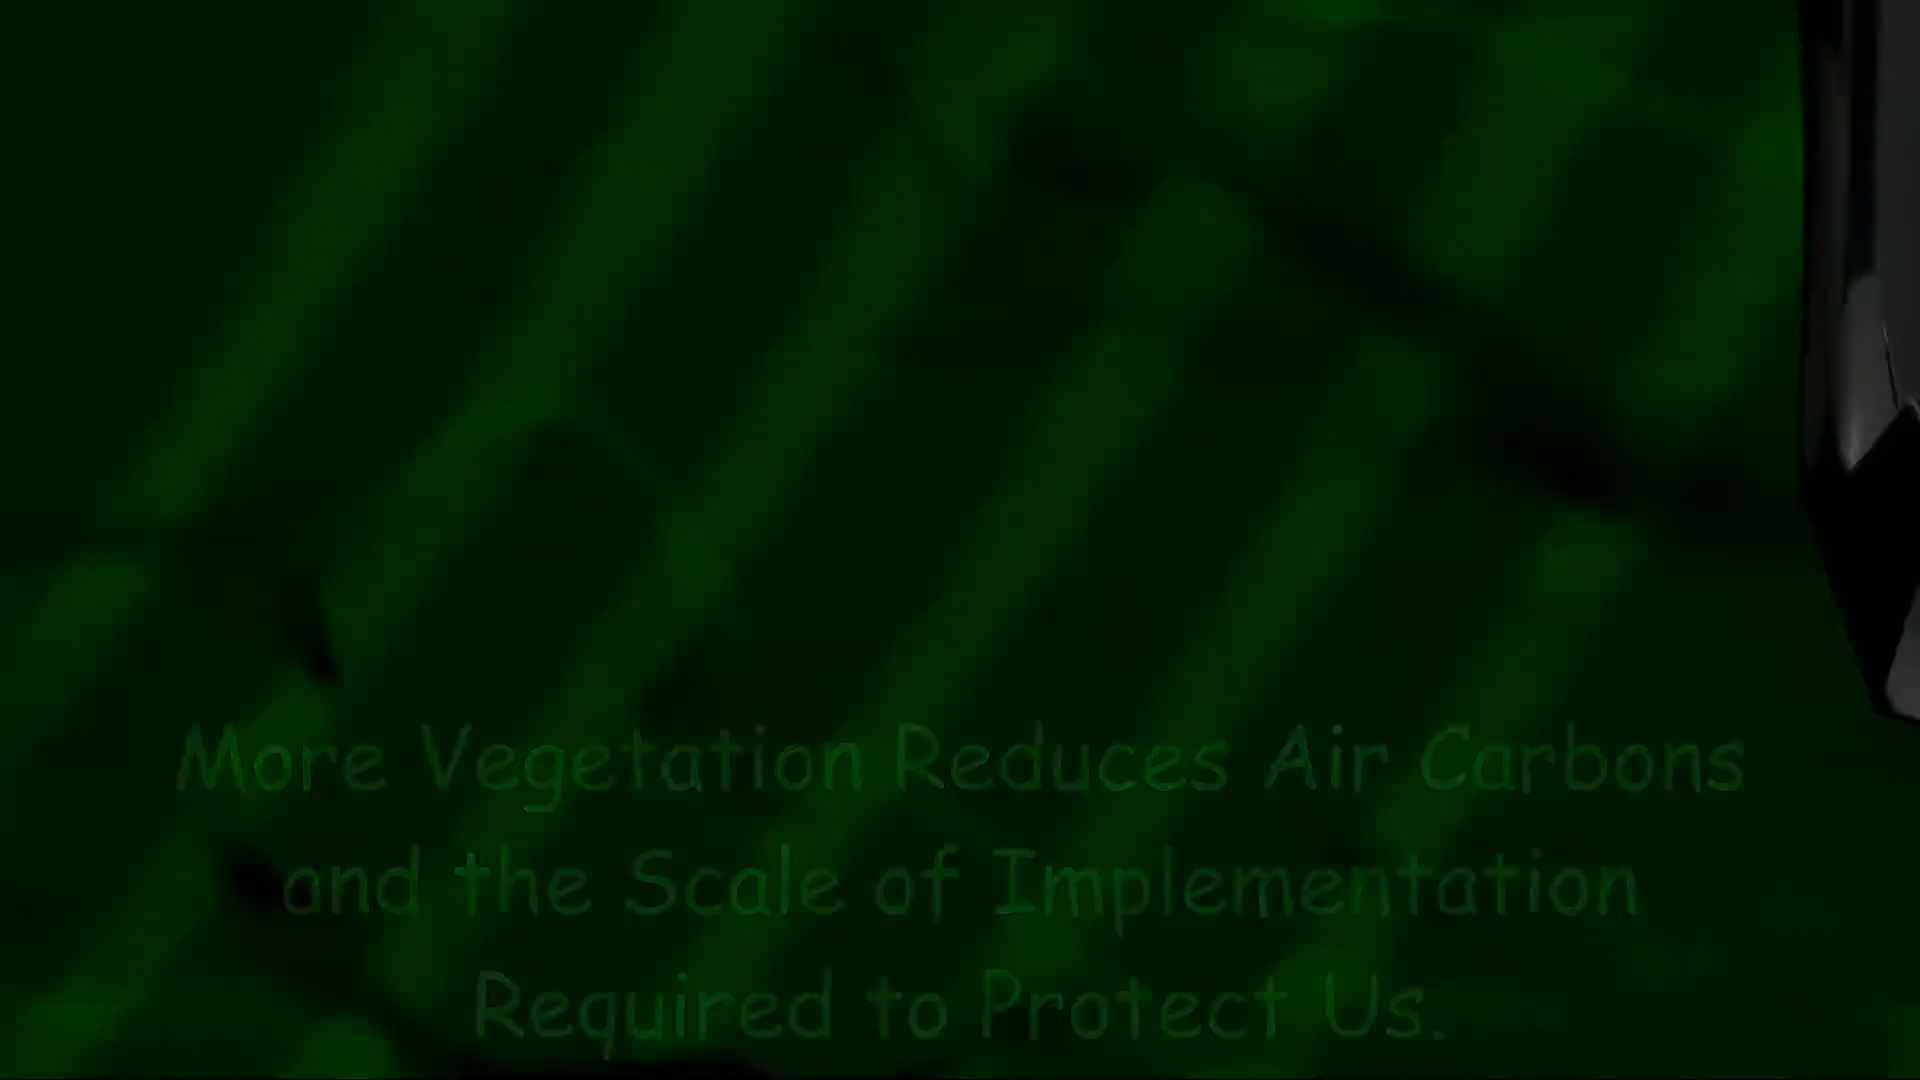 More Vegetation Reduces Air Carbons
and the Scale of Implementation
Required to Protect Us.